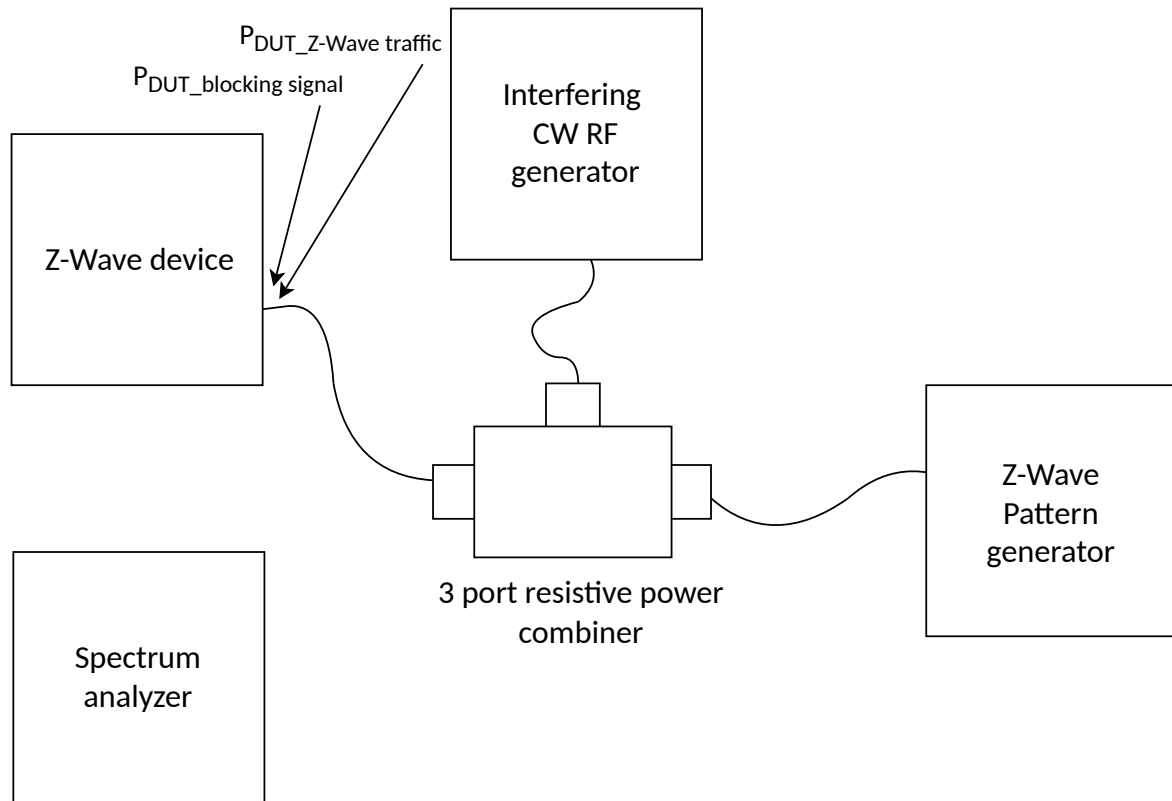 P_DUT_Z-Wave traffic
P_DUT_blocking signal
Interfering
CW RF
generator
Z-Wave device
Z-Wave
Pattern
generator
3 port resistive power
combiner
Spectrum
analyzer